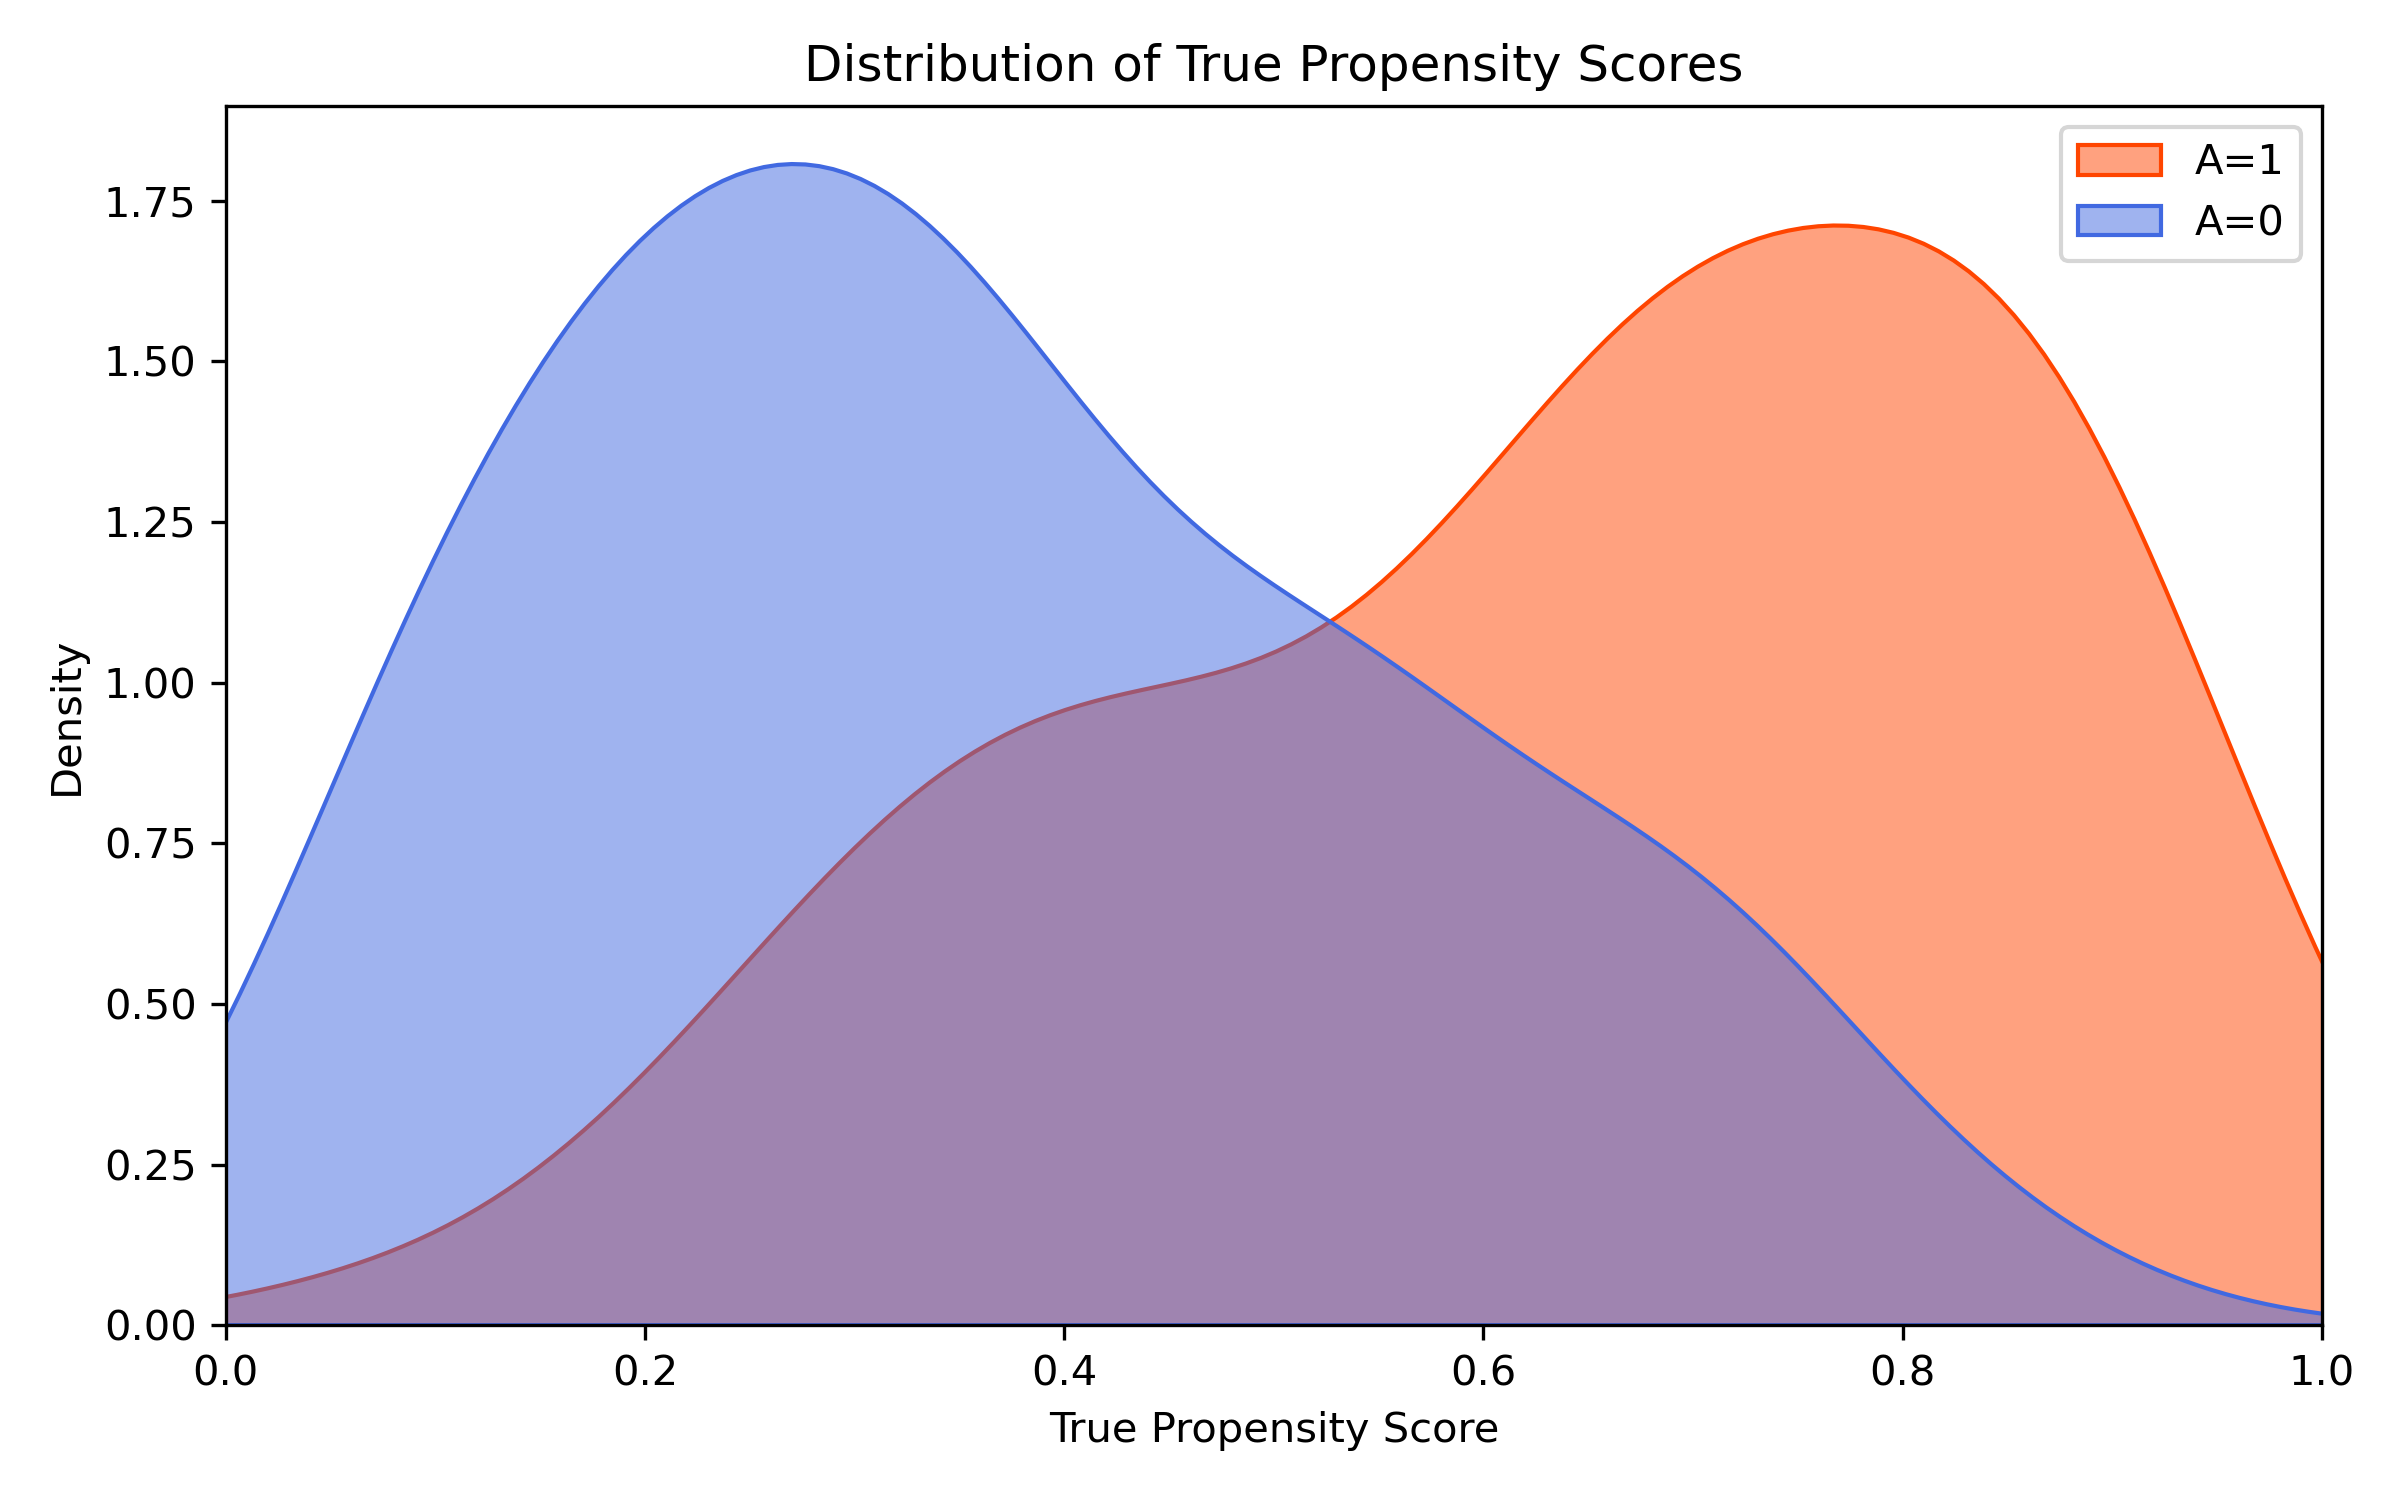 Distribution of True Propensity Scores
A=1
A=0
Density
1.75
1.50
1.25
1.00
0.75
0.50
0.25
0.00
0.0 0.2 0.4 0.6 0.8 1.0
True Propensity Score